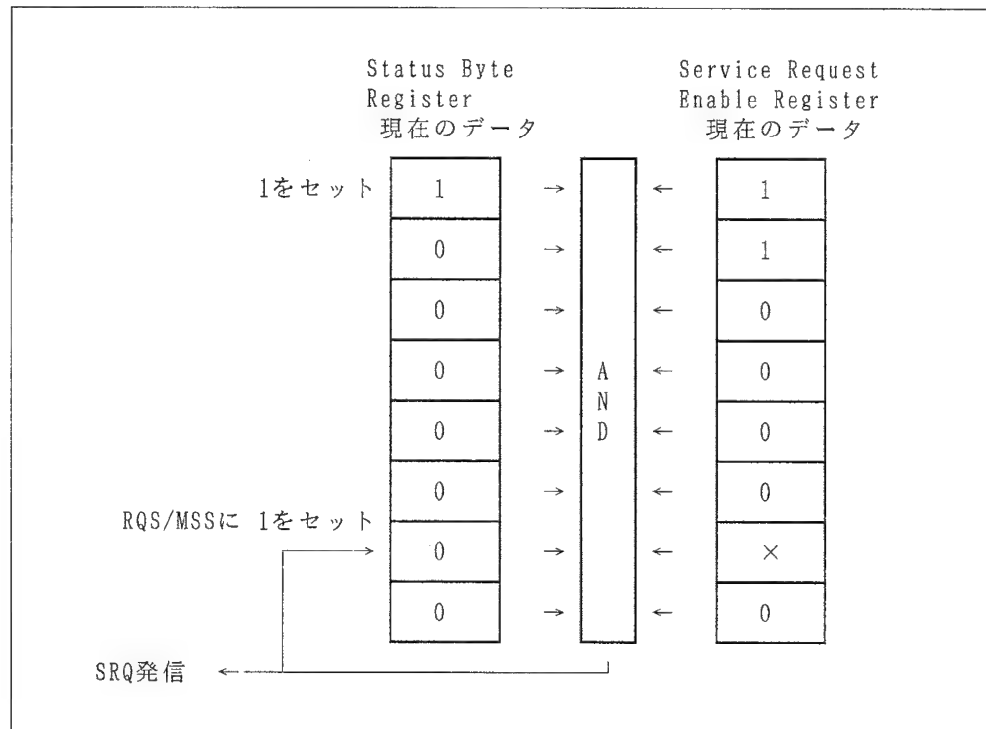 Status Byte
Register
現在のデータ
Service Request
Enable Register
現在のデータ
1をセット 1 → ← 1
0 → ← 1
0 → ← 0
0 → A ← 0
N
0 → D ← 0
0 → ← 0
RQS/MSSに 1をセット
0 → ← ×
0 → ← 0
SRQ発信 ←